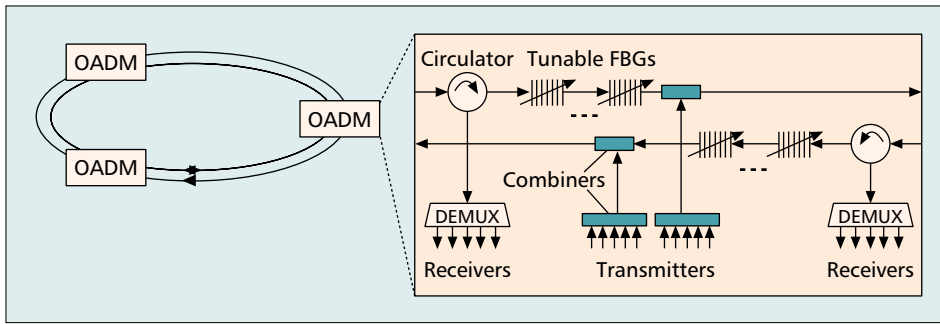 OADM
OADM
OADM
Circulator
Tunable FBGs
Combiners
DEMUX
DEMUX
Receivers
Transmitters
Receivers